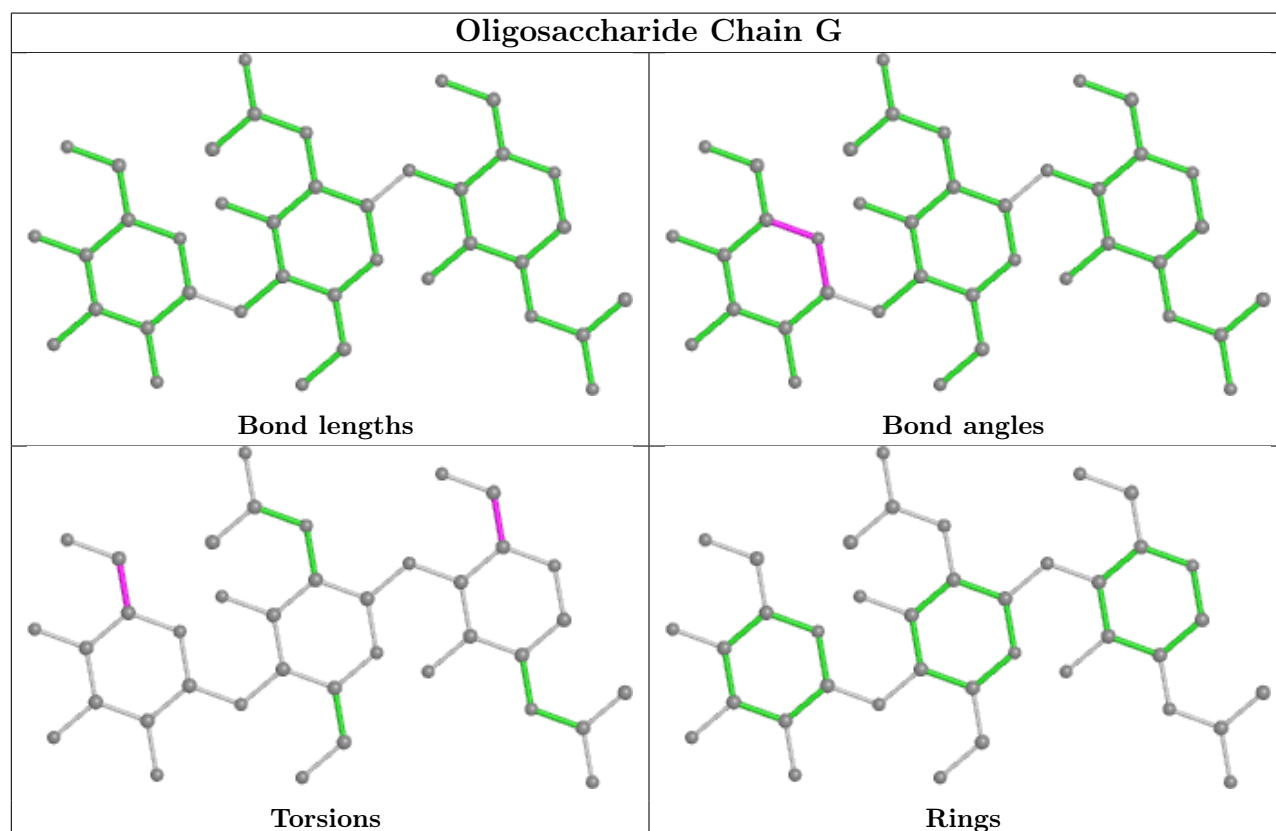 Oligosaccharide Chain G
Bond lengths
Bond angles
Torsions
Rings